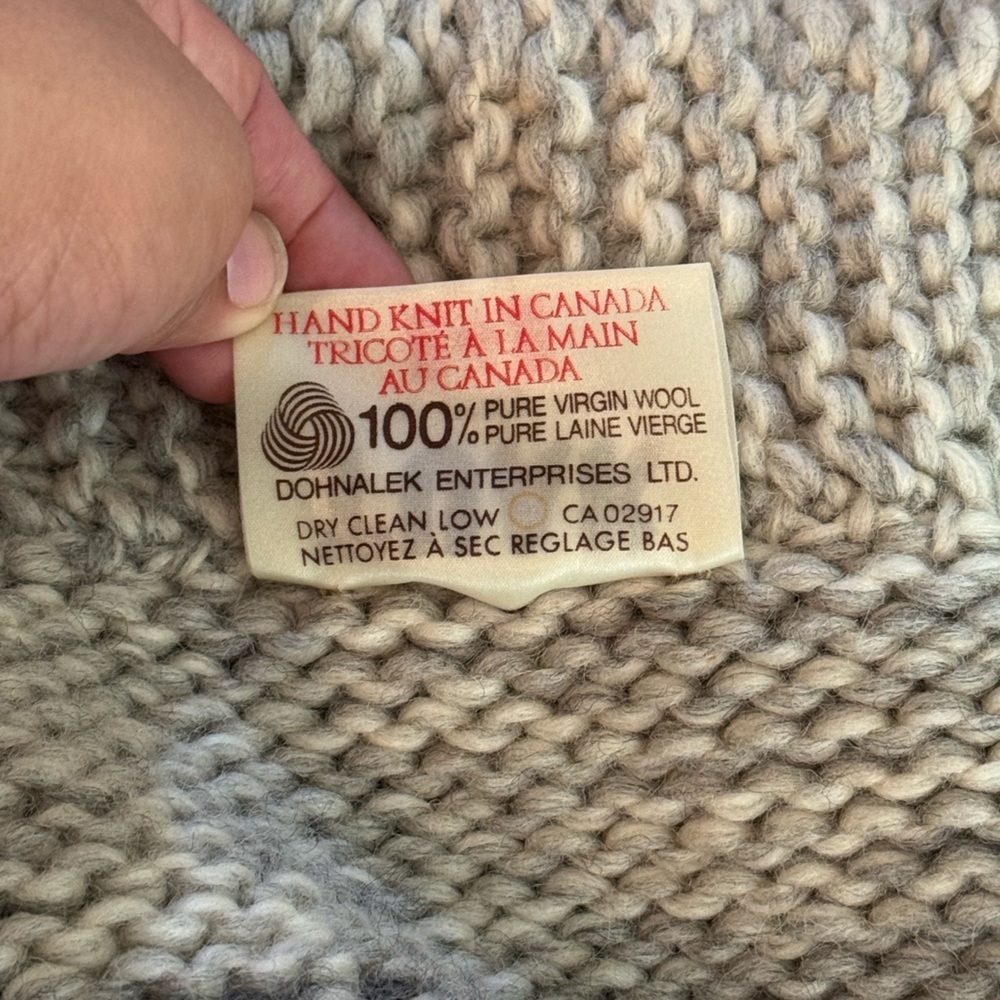 HAND KNIT IN CANADA
TRICOTÉ À LA MAIN
AU CANADA
100% PURE VIRGIN WOOL
PURE LAINE VIERGE
DOHNALEK ENTERPRISES LTD.
DRY CLEAN LOW CA 02917
NETTOYEZ À SEC REGLAGE BAS